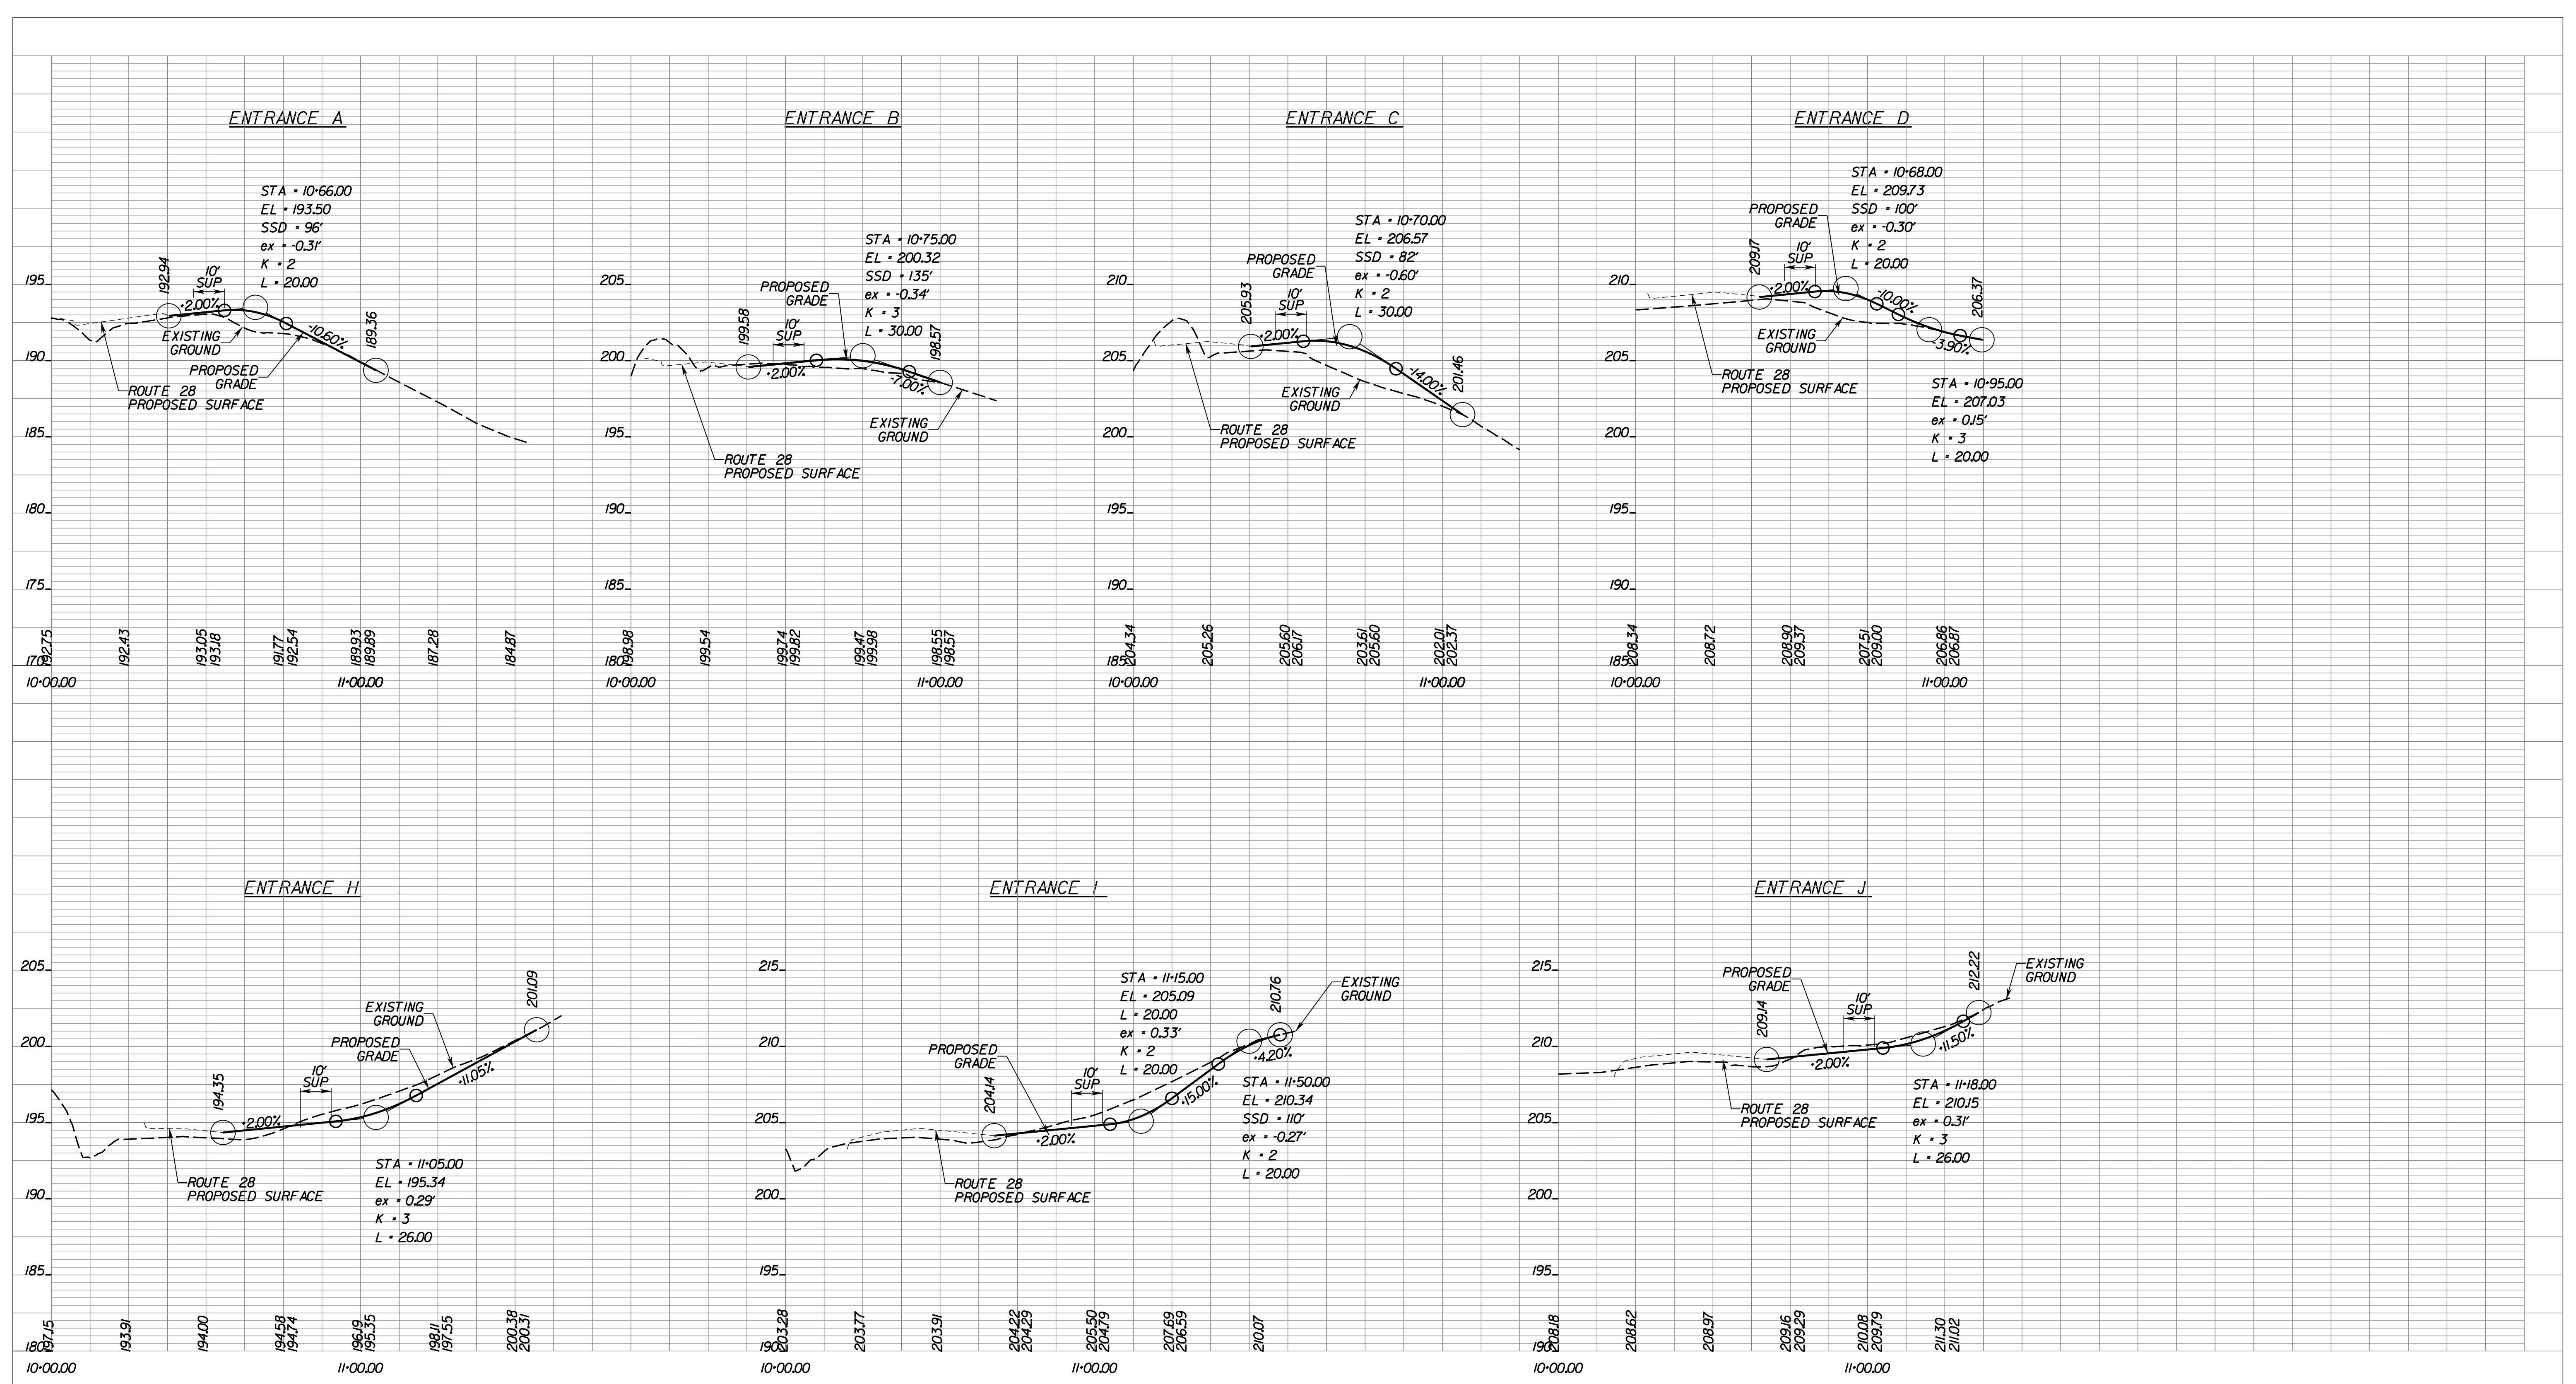 ENTRANCE A
STA = 10+66.00
EL = 193.50
SSD = 96'
ex = -0.31'
K = 2
L = 20.00
192.94
10'
SUP
+2.00%
-10.60%
189.36
EXISTING
GROUND
PROPOSED
GRADE
ROUTE 28
PROPOSED SURFACE
195
190
185
180
175
170
192.75
192.43
193.05
193.18
191.77
192.54
189.93
189.89
187.28
184.87
10+00.00
11+00.00
ENTRANCE B
STA = 10+75.00
EL = 200.32
SSD = 135'
ex = -0.34'
K = 3
L = 30.00
PROPOSED
GRADE
199.58
10'
SUP
+2.00%
-7.00%
198.57
EXISTING
GROUND
ROUTE 28
PROPOSED SURFACE
205
200
195
190
185
180
198.98
199.54
199.74
199.82
199.47
199.98
198.55
198.57
10+00.00
11+00.00
ENTRANCE C
STA = 10+70.00
EL = 206.57
SSD = 82'
ex = -0.60'
K = 2
L = 30.00
PROPOSED
GRADE
205.93
10'
SUP
+2.00%
-14.00%
201.46
EXISTING
GROUND
ROUTE 28
PROPOSED SURFACE
210
205
200
195
190
185
204.34
205.26
205.60
206.17
203.61
205.60
202.01
202.37
10+00.00
11+00.00
ENTRANCE D
STA = 10+68.00
EL = 209.73
SSD = 100'
ex = -0.30'
K = 2
L = 20.00
PROPOSED
GRADE
209.17
10'
SUP
+2.00%
-10.00%
-3.90%
206.37
EXISTING
GROUND
ROUTE 28
PROPOSED SURFACE
STA = 10+95.00
EL = 207.03
ex = 0.15'
K = 3
L = 20.00
210
205
200
195
190
185
208.34
208.72
208.90
209.37
207.51
209.00
206.86
206.87
10+00.00
11+00.00
ENTRANCE H
201.09
EXISTING
GROUND
PROPOSED
GRADE
194.35
10'
SUP
+2.00%
+11.05%
ROUTE 28
PROPOSED SURFACE
STA = 11+05.00
EL = 195.34
ex = 0.29'
K = 3
L = 26.00
205
200
195
190
185
180
197.15
193.91
194.00
194.58
194.74
196.19
195.35
198.11
197.55
200.38
200.31
10+00.00
11+00.00
ENTRANCE I
STA = 11+15.00
EL = 205.09
L = 20.00
ex = 0.33'
K = 2
L = 20.00
210.76
EXISTING
GROUND
PROPOSED
GRADE
204.14
10'
SUP
+2.00%
+15.00%
+4.20%
STA = 11+50.00
EL = 210.34
SSD = 110'
ex = -0.27'
K = 2
L = 20.00
ROUTE 28
PROPOSED SURFACE
215
210
205
200
195
190
203.28
203.77
203.91
204.22
204.29
205.50
204.79
207.69
206.59
210.07
10+00.00
11+00.00
ENTRANCE J
PROPOSED
GRADE
209.14
10'
SUP
212.22
EXISTING
GROUND
+2.00%
+11.50%
ROUTE 28
PROPOSED SURFACE
STA = 11+18.00
EL = 210.15
ex = 0.31'
K = 3
L = 26.00
215
210
205
200
195
190
208.18
208.62
208.97
209.16
209.29
210.08
209.79
211.30
211.02
10+00.00
11+00.00